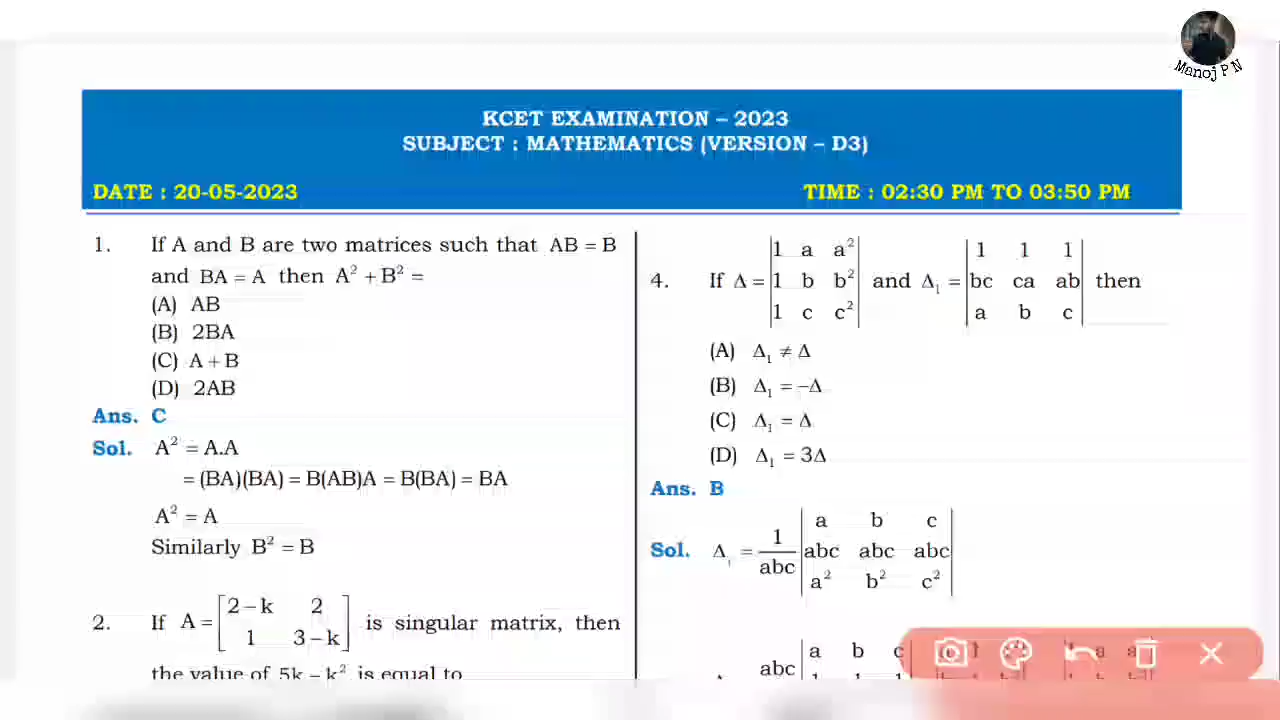 Manoj P N
KCET EXAMINATION – 2023
SUBJECT : MATHEMATICS (VERSION – D3)
DATE : 20-05-2023 TIME : 02:30 PM TO 03:50 PM
1. If A and B are two matrices such that AB = B
and BA = A then A² + B² =
(A) AB
(B) 2BA
(C) A + B
(D) 2AB
Ans. C
Sol. A² = A.A
= (BA)(BA) = B(AB)A = B(BA) = BA
A² = A
Similarly B² = B
2. If A = [2 – k 2
1 3 – k] is singular matrix, then
the value of 5k – k² is equal to
4. If Δ = |1 a a²
1 b b²
1 c c²| and Δ₁ = |1 1 1
bc ca ab
a b c| then
(A) Δ₁ ≠ Δ
(B) Δ₁ = –Δ
(C) Δ₁ = Δ
(D) Δ₁ = 3Δ
Ans. B
Sol. Δ₁ = 1/abc |a b c
abc abc abc
a² b² c²|
abc |a b c